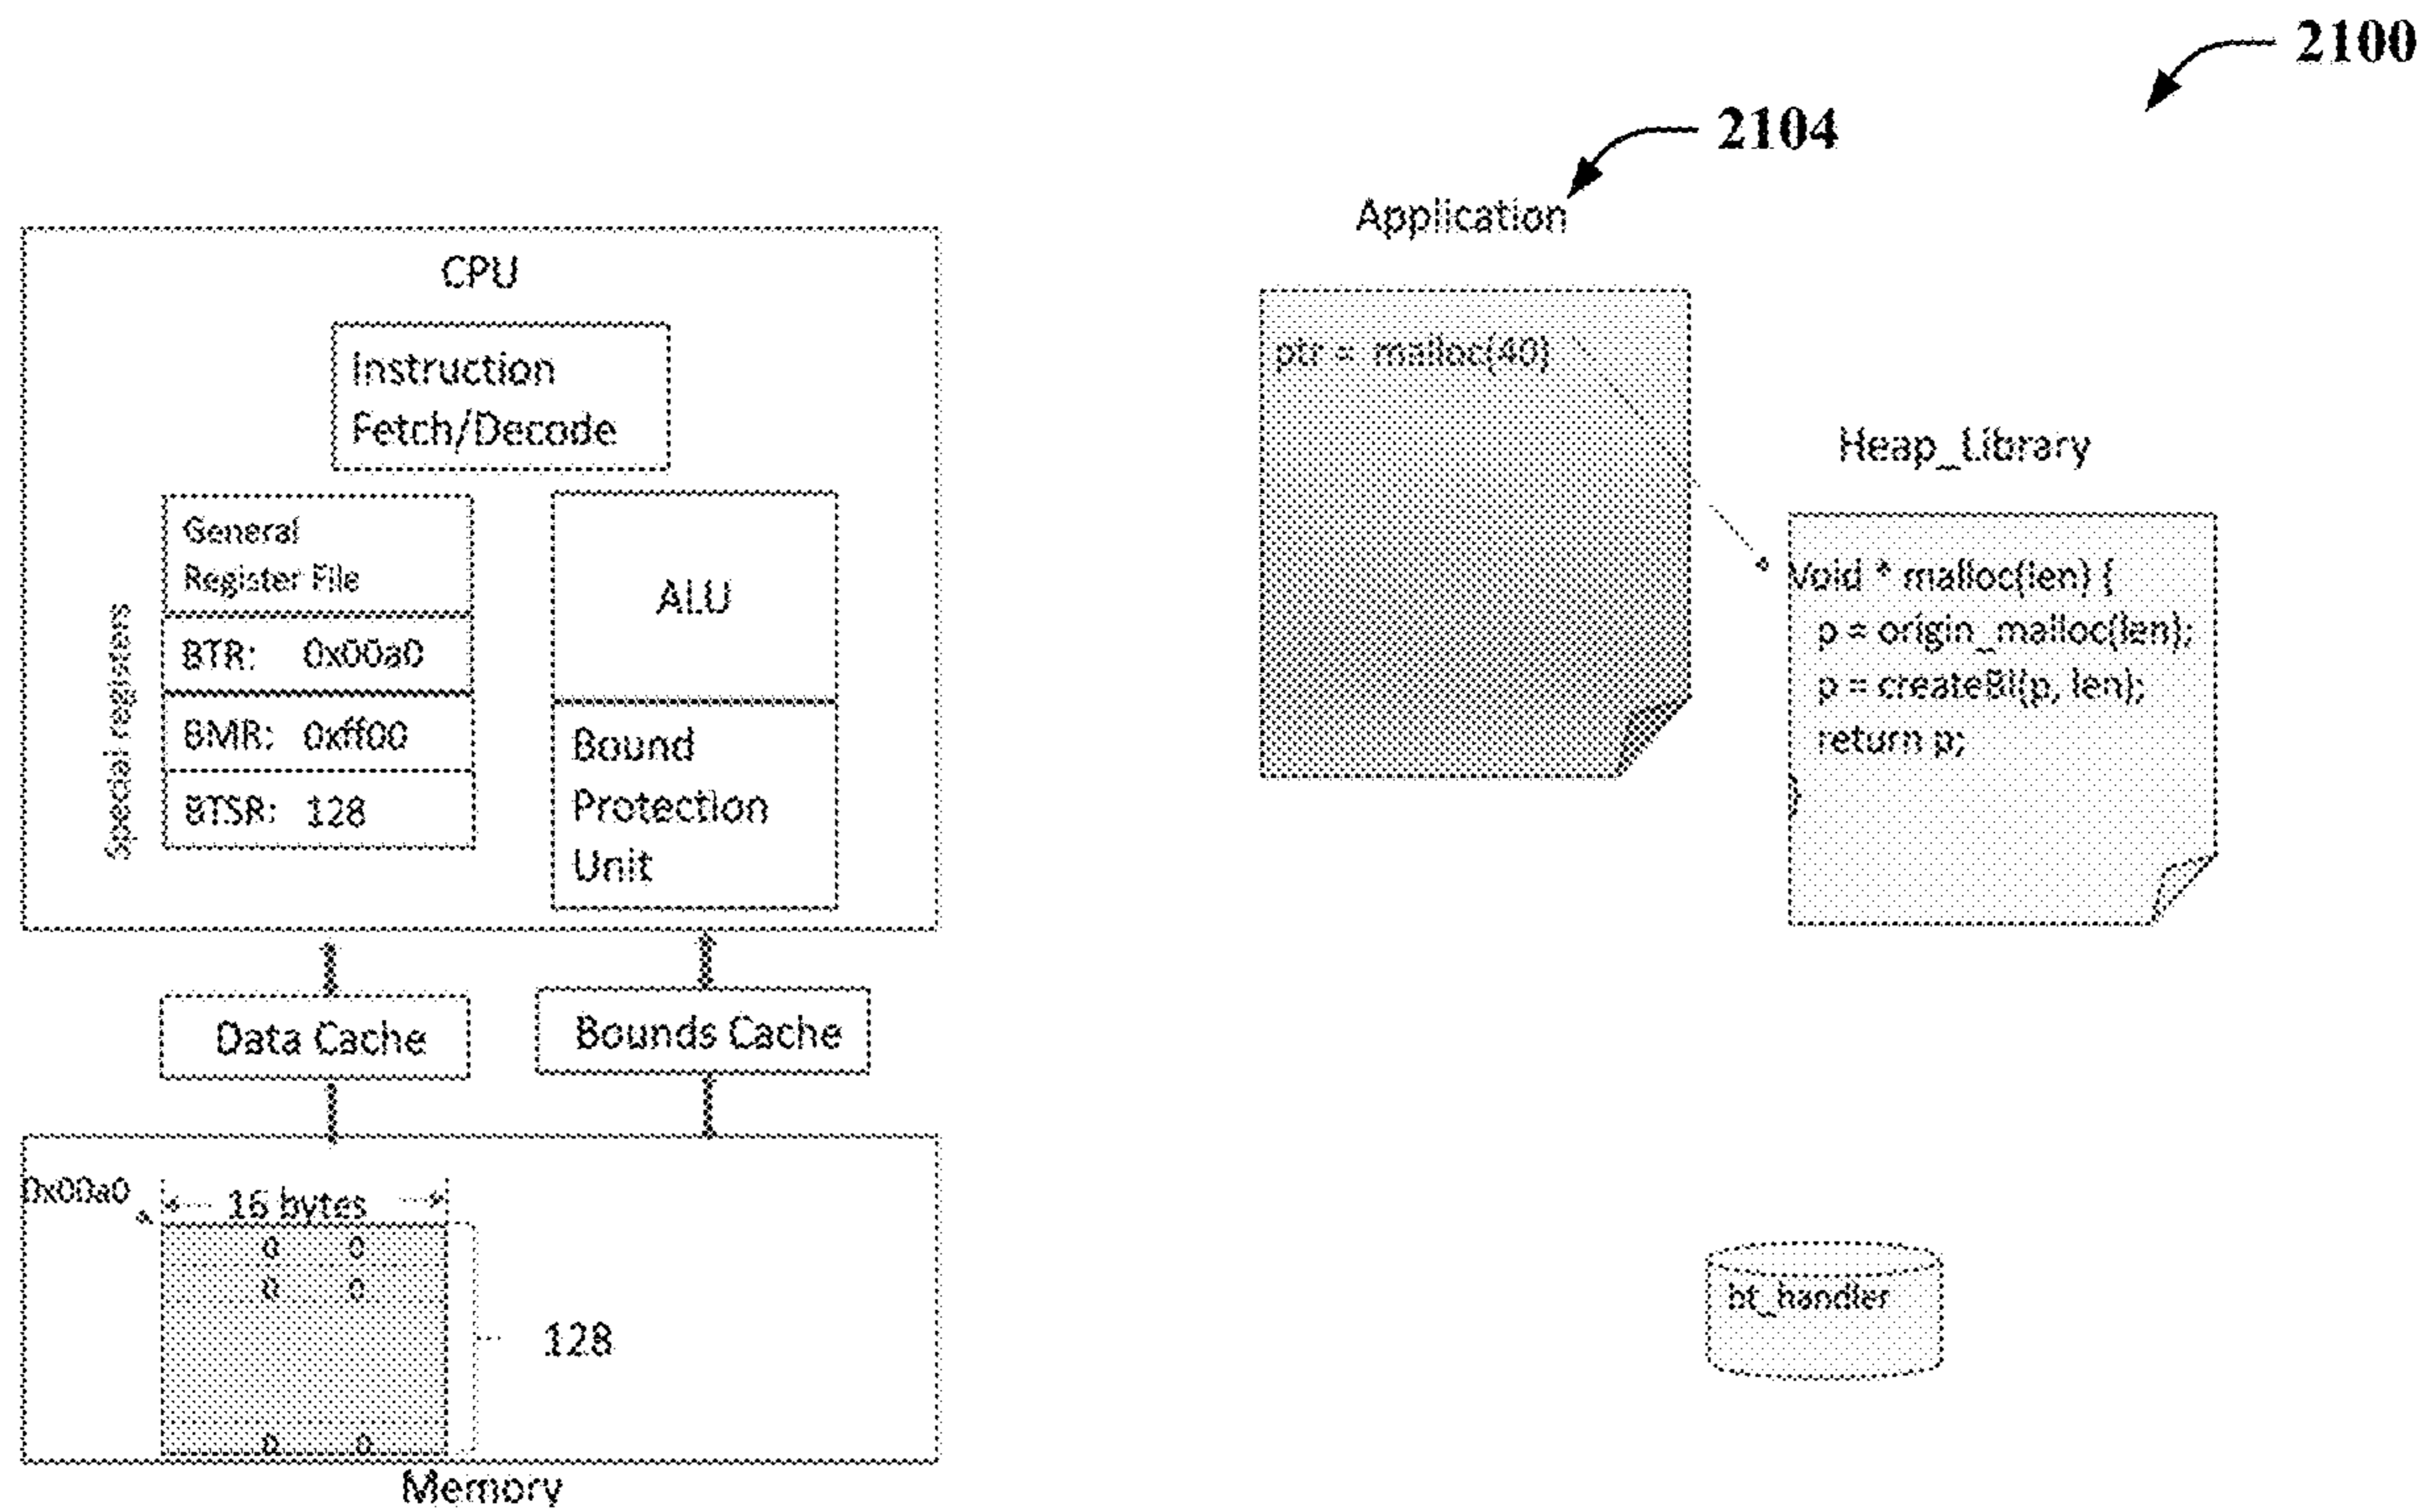 2100
2104
Application
ptr = malloc(40)
Heap_Library
Void * malloc(len) {
p = origin_malloc(len);
p = createBI(p, len);
return p;
}
CPU
Instruction
Fetch/Decode
Special registers
General
Register File
BTR: 0x00a0
BMR: 0xff00
BTSR: 128
ALU
Bound
Protection
Unit
Data Cache
Bounds Cache
0x00a0
16 bytes
0 0
0 0
0 0
128
Memory
bt_handler